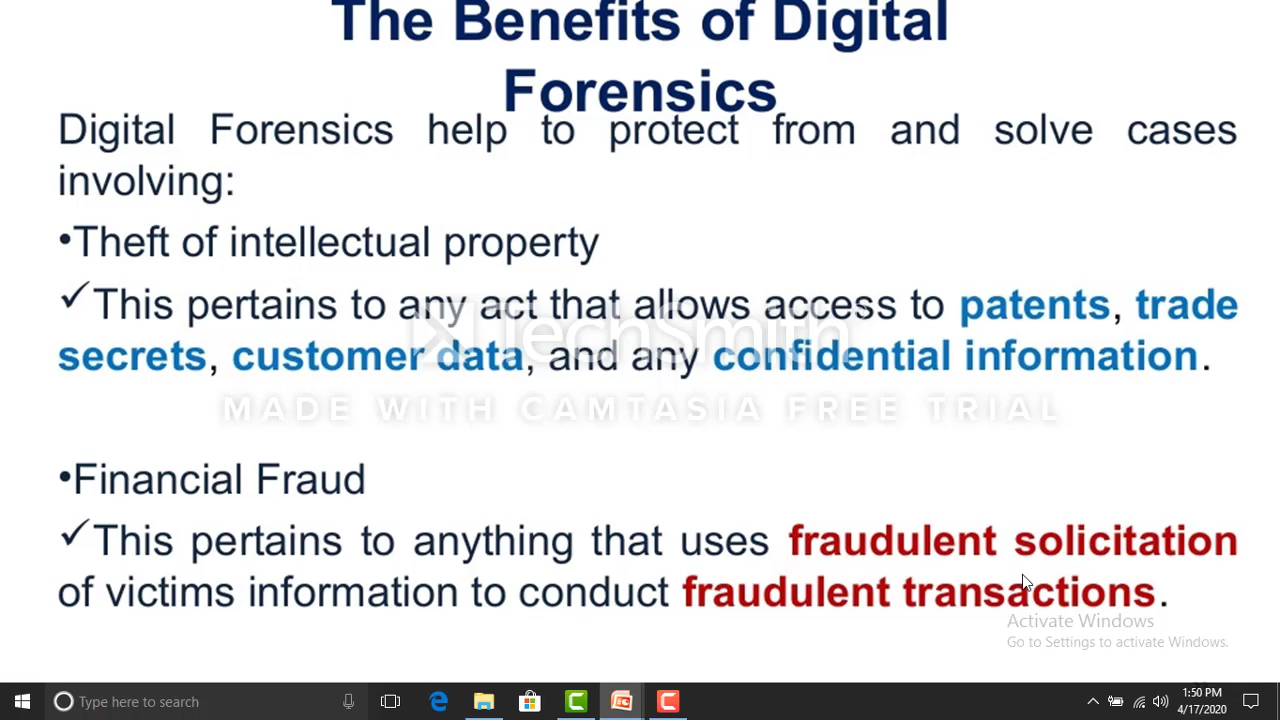 The Benefits of Digital
Forensics
Digital Forensics help to protect from and solve cases
involving:
•Theft of intellectual property
✓This pertains to any act that allows access to patents, trade
secrets, customer data, and any confidential information.
TechSmith
MADE WITH CAMTASIA FREE TRIAL
•Financial Fraud
✓This pertains to anything that uses fraudulent solicitation
of victims information to conduct fraudulent transactions.
Activate Windows
Go to Settings to activate Windows.
Type here to search
1:50 PM
4/17/2020